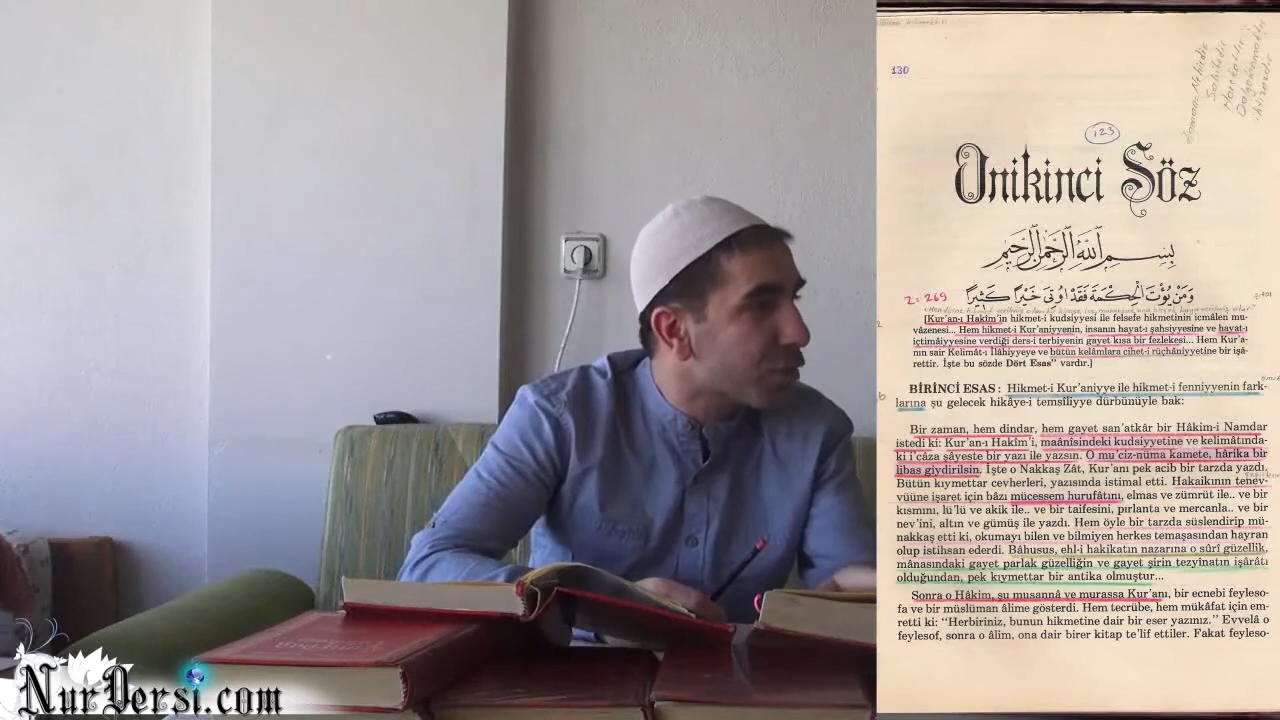 130
123
Onikinci Söz
بِسْمِ اللَّهِ الرَّحْمَنِ الرَّحِيمِ
2:269
وَمَنْ يُؤْتَ الْحِكْمَةَ فَقَدْ اُوتِىَ خَيْرًا كَثِيرًا
[Kur'an-ı Hakîm'in hikmet-i kudsiyyesi ile felsefe hikmetinin icmâlen mu-
vâzenesi... Hem hikmet-i Kur'aniyyenin, insanın hayat-ı şahsiyyesine ve hayat-ı
içtimâiyyesine verdiği ders-i terbiyenin gayet kısa bir fezlekesi... Hem Kur'a-
nın sair Kelimât-ı İlâhiyyeye ve bütün kelâmlara cihet-i rüçhâniyyetine bir işâ-
rettir. İşte bu sözde Dört Esas" vardır.]
BİRİNCİ ESAS : Hikmet-i Kur'aniyye ile hikmet-i fenniyyenin fark-
larına şu gelecek hikâye-i temsîliyye dürbünüyle bak:
Bir zaman, hem dindar, hem gayet san'atkâr bir Hâkim-i Namdar
istedi ki: Kur'an-ı Hakîm'i, maânîsindeki kudsiyyetine ve kelimâtında-
ki i'câza şâyeste bir yazı ile yazsın. O mu'ciz-nüma kamete, hârika bir
libas giydirilsin. İşte o Nakkaş Zât, Kur'anı pek acib bir tarzda yazdı.
Bütün kıymettar cevherleri, yazısında istimal etti. Hakaikının tenev-
vüüne işaret için bâzı mücessem hurufâtını, elmas ve zümrüt ile.. ve bir
kısmını, lü'lü ve akik ile.. ve bir taifesini, pırlanta ve mercanla.. ve bir
nev'ini, altın ve gümüş ile yazdı. Hem öyle bir tarzda süslendirip mü-
nakkaş etti ki, okumayı bilen ve bilmiyen herkes temaşasından hayran
olup istihsan ederdi. Bâhusus, ehl-i hakikatın nazarına o sûrî güzellik,
mânasındaki gayet parlak güzelliğin ve gayet şirin tezyînatın işârâtı
olduğundan, pek kıymettar bir antika olmuştur...
Sonra o Hâkim, şu musannâ ve murassa Kur'anı, bir ecnebi feyleso-
fa ve bir müslüman âlime gösterdi. Hem tecrübe, hem mükâfat için em-
retti ki: "Herbiriniz, bunun hikmetine dair bir eser yazınız." Evvelâ o
feylesof, sonra o âlim, ona dair birer kitap te'lif ettiler. Fakat feyleso-
NurDersi.com